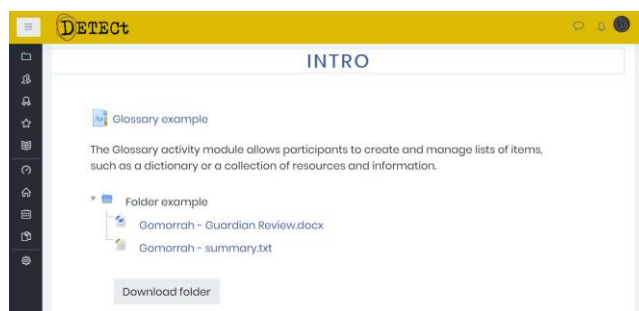 DETECt
INTRO
Glossary example
The Glossary activity module allows participants to create and manage lists of items,
such as a dictionary or a collection of resources and information.
Folder example
Gomorrah - Guardian Review.docx
Gomorrah - summary.txt
Download folder